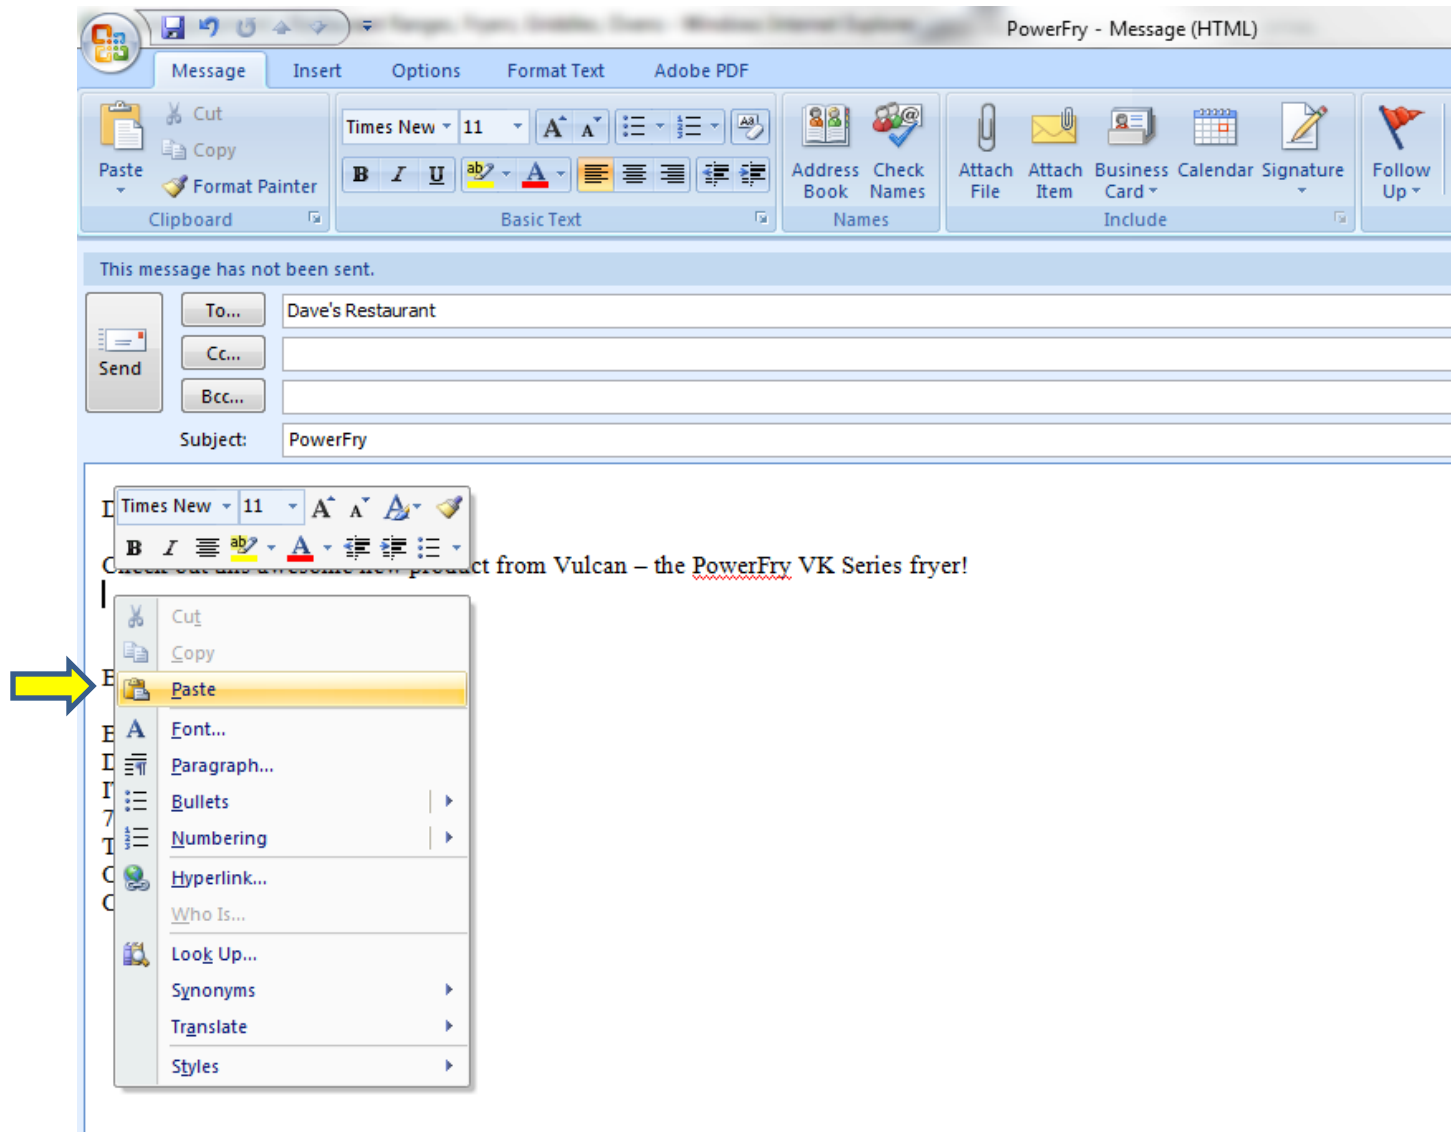 PowerFry - Message (HTML)
Message Insert Options Format Text Adobe PDF
Cut
Copy
Paste
Format Painter
Clipboard
Times New 11
B I U
Basic Text
Address Book
Check Names
Names
Attach File
Attach Item
Business Card
Calendar
Signature
Include
Follow Up
This message has not been sent.
Send
To... Dave's Restaurant
Cc...
Bcc...
Subject: PowerFry
Times New 11
B I
product from Vulcan – the PowerFry VK Series fryer!
Cut
Copy
Paste
Font...
Paragraph...
Bullets
Numbering
Hyperlink...
Who Is...
Look Up...
Synonyms
Translate
Styles